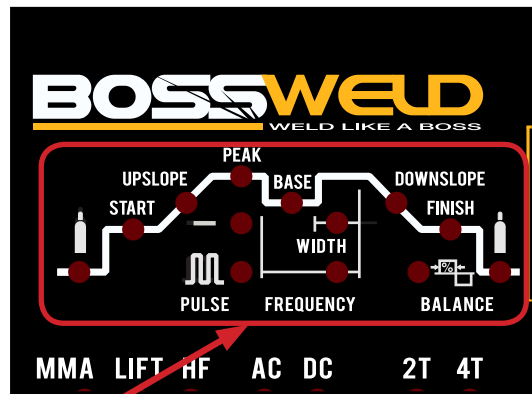 BOSSWELD
WELD LIKE A BOSS
PEAK
UPSLOPE
BASE
DOWNSLOPE
START
FINISH
WIDTH
%
PULSE
FREQUENCY
BALANCE
MMA LIFT HF AC DC 2T 4T